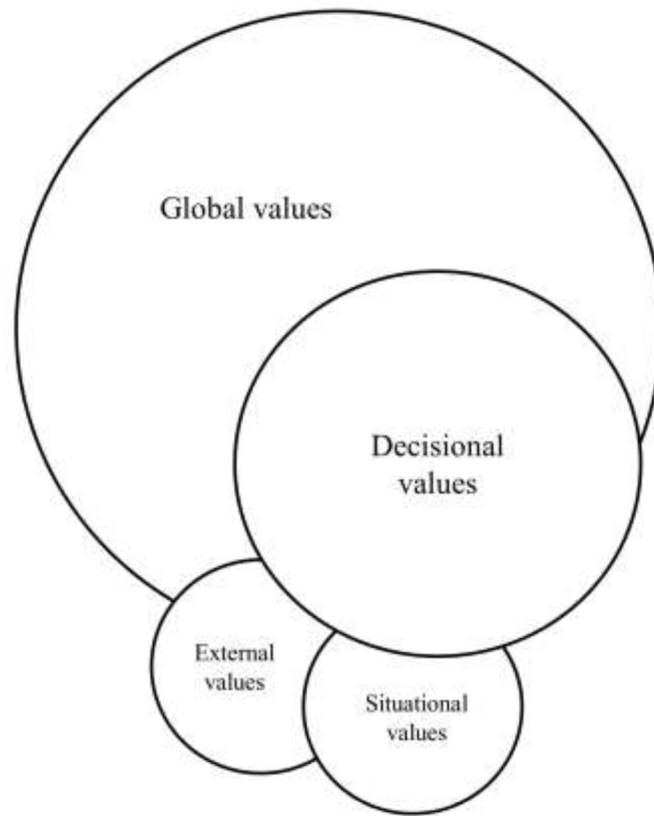 Global values
Decisional
values
External
values
Situational
values